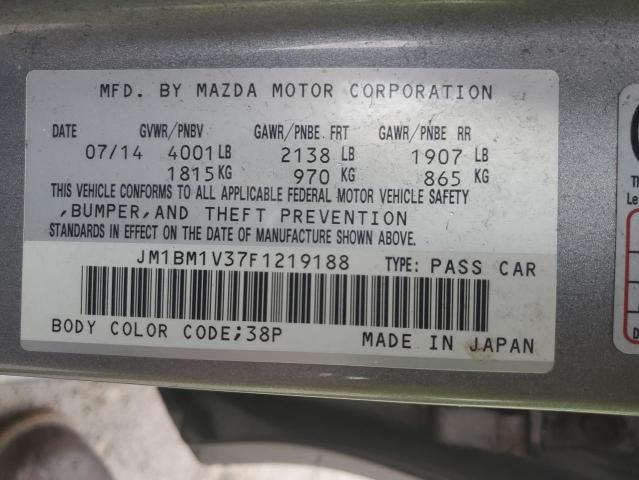 MFD. BY MAZDA MOTOR CORPORATION
DATE GVWR/PNBV GAWR/PNBE FRT GAWR/PNBE RR
07/14 4001LB 2138 LB 1907 LB
1815KG 970 KG 865 KG
THIS VEHICLE CONFORMS TO ALL APPLICABLE FEDERAL MOTOR VEHICLE SAFETY
,BUMPER,AND THEFT PREVENTION
STANDARDS IN EFFECT ON THE DATE OF MANUFACTURE SHOWN ABOVE.
JM1BM1V37F1219188 TYPE: PASS CAR
BODY COLOR CODE;38P MADE IN JAPAN
Le